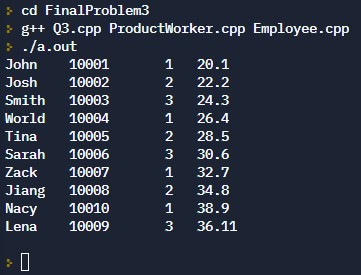 > cd FinalProblem3
> g++ Q3.cpp ProductWorker.cpp Employee.cpp
> ./a.out
John 10001 1 20.1
Josh 10002 2 22.2
Smith 10003 3 24.3
World 10004 1 26.4
Tina 10005 2 28.5
Sarah 10006 3 30.6
Zack 10007 1 32.7
Jiang 10008 2 34.8
Nacy 10010 1 38.9
Lena 10009 3 36.11
>